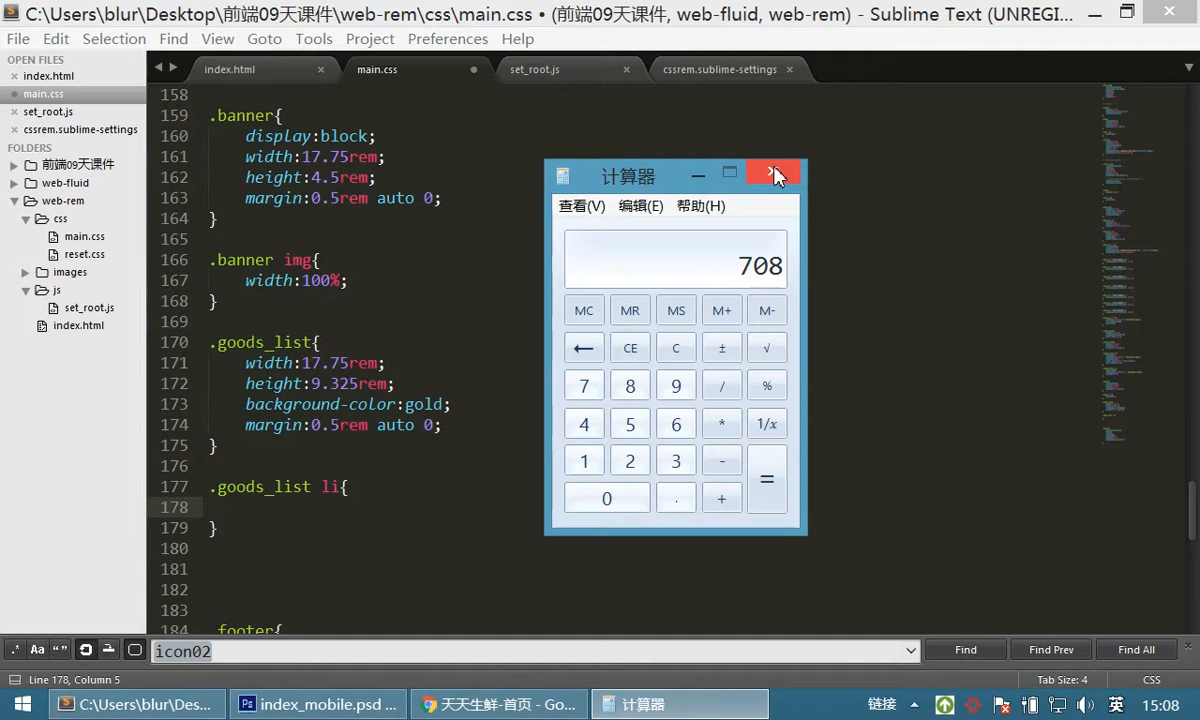 C:\Users\blur\Desktop\前端09天课件\web-rem\css\main.css • (前端09天课件, web-fluid, web-rem) - Sublime Text (UNREGI...
File Edit Selection Find View Goto Tools Project Preferences Help
OPEN FILES
index.html
main.css
set_root.js
cssrem.sublime-settings
FOLDERS
前端09天课件
web-fluid
web-rem
css
main.css
reset.css
images
js
set_root.js
index.html
index.html
main.css
set_root.js
cssrem.sublime-settings
158
159 .banner{
160 display:block;
161 width:17.75rem;
162 height:4.5rem;
163 margin:0.5rem auto 0;
164 }
165
166 .banner img{
167 width:100%;
168 }
169
170 .goods_list{
171 width:17.75rem;
172 height:9.325rem;
173 background-color:gold;
174 margin:0.5rem auto 0;
175 }
176
177 .goods_list li{
178
179 }
180
181
182
183
184 footer{
计算器
查看(V) 编辑(E) 帮助(H)
708
MC MR MS M+ M-
← CE C ± √
7 8 9 / %
4 5 6 * 1/x
1 2 3 - =
0 . +
.* Aa “ ”
icon02
Find Find Prev Find All
Line 178, Column 5
Tab Size: 4 CSS
C:\Users\blur\Des...
Ps index_mobile.psd ...
天天生鲜-首页 - Go...
计算器
链接
英
15:08